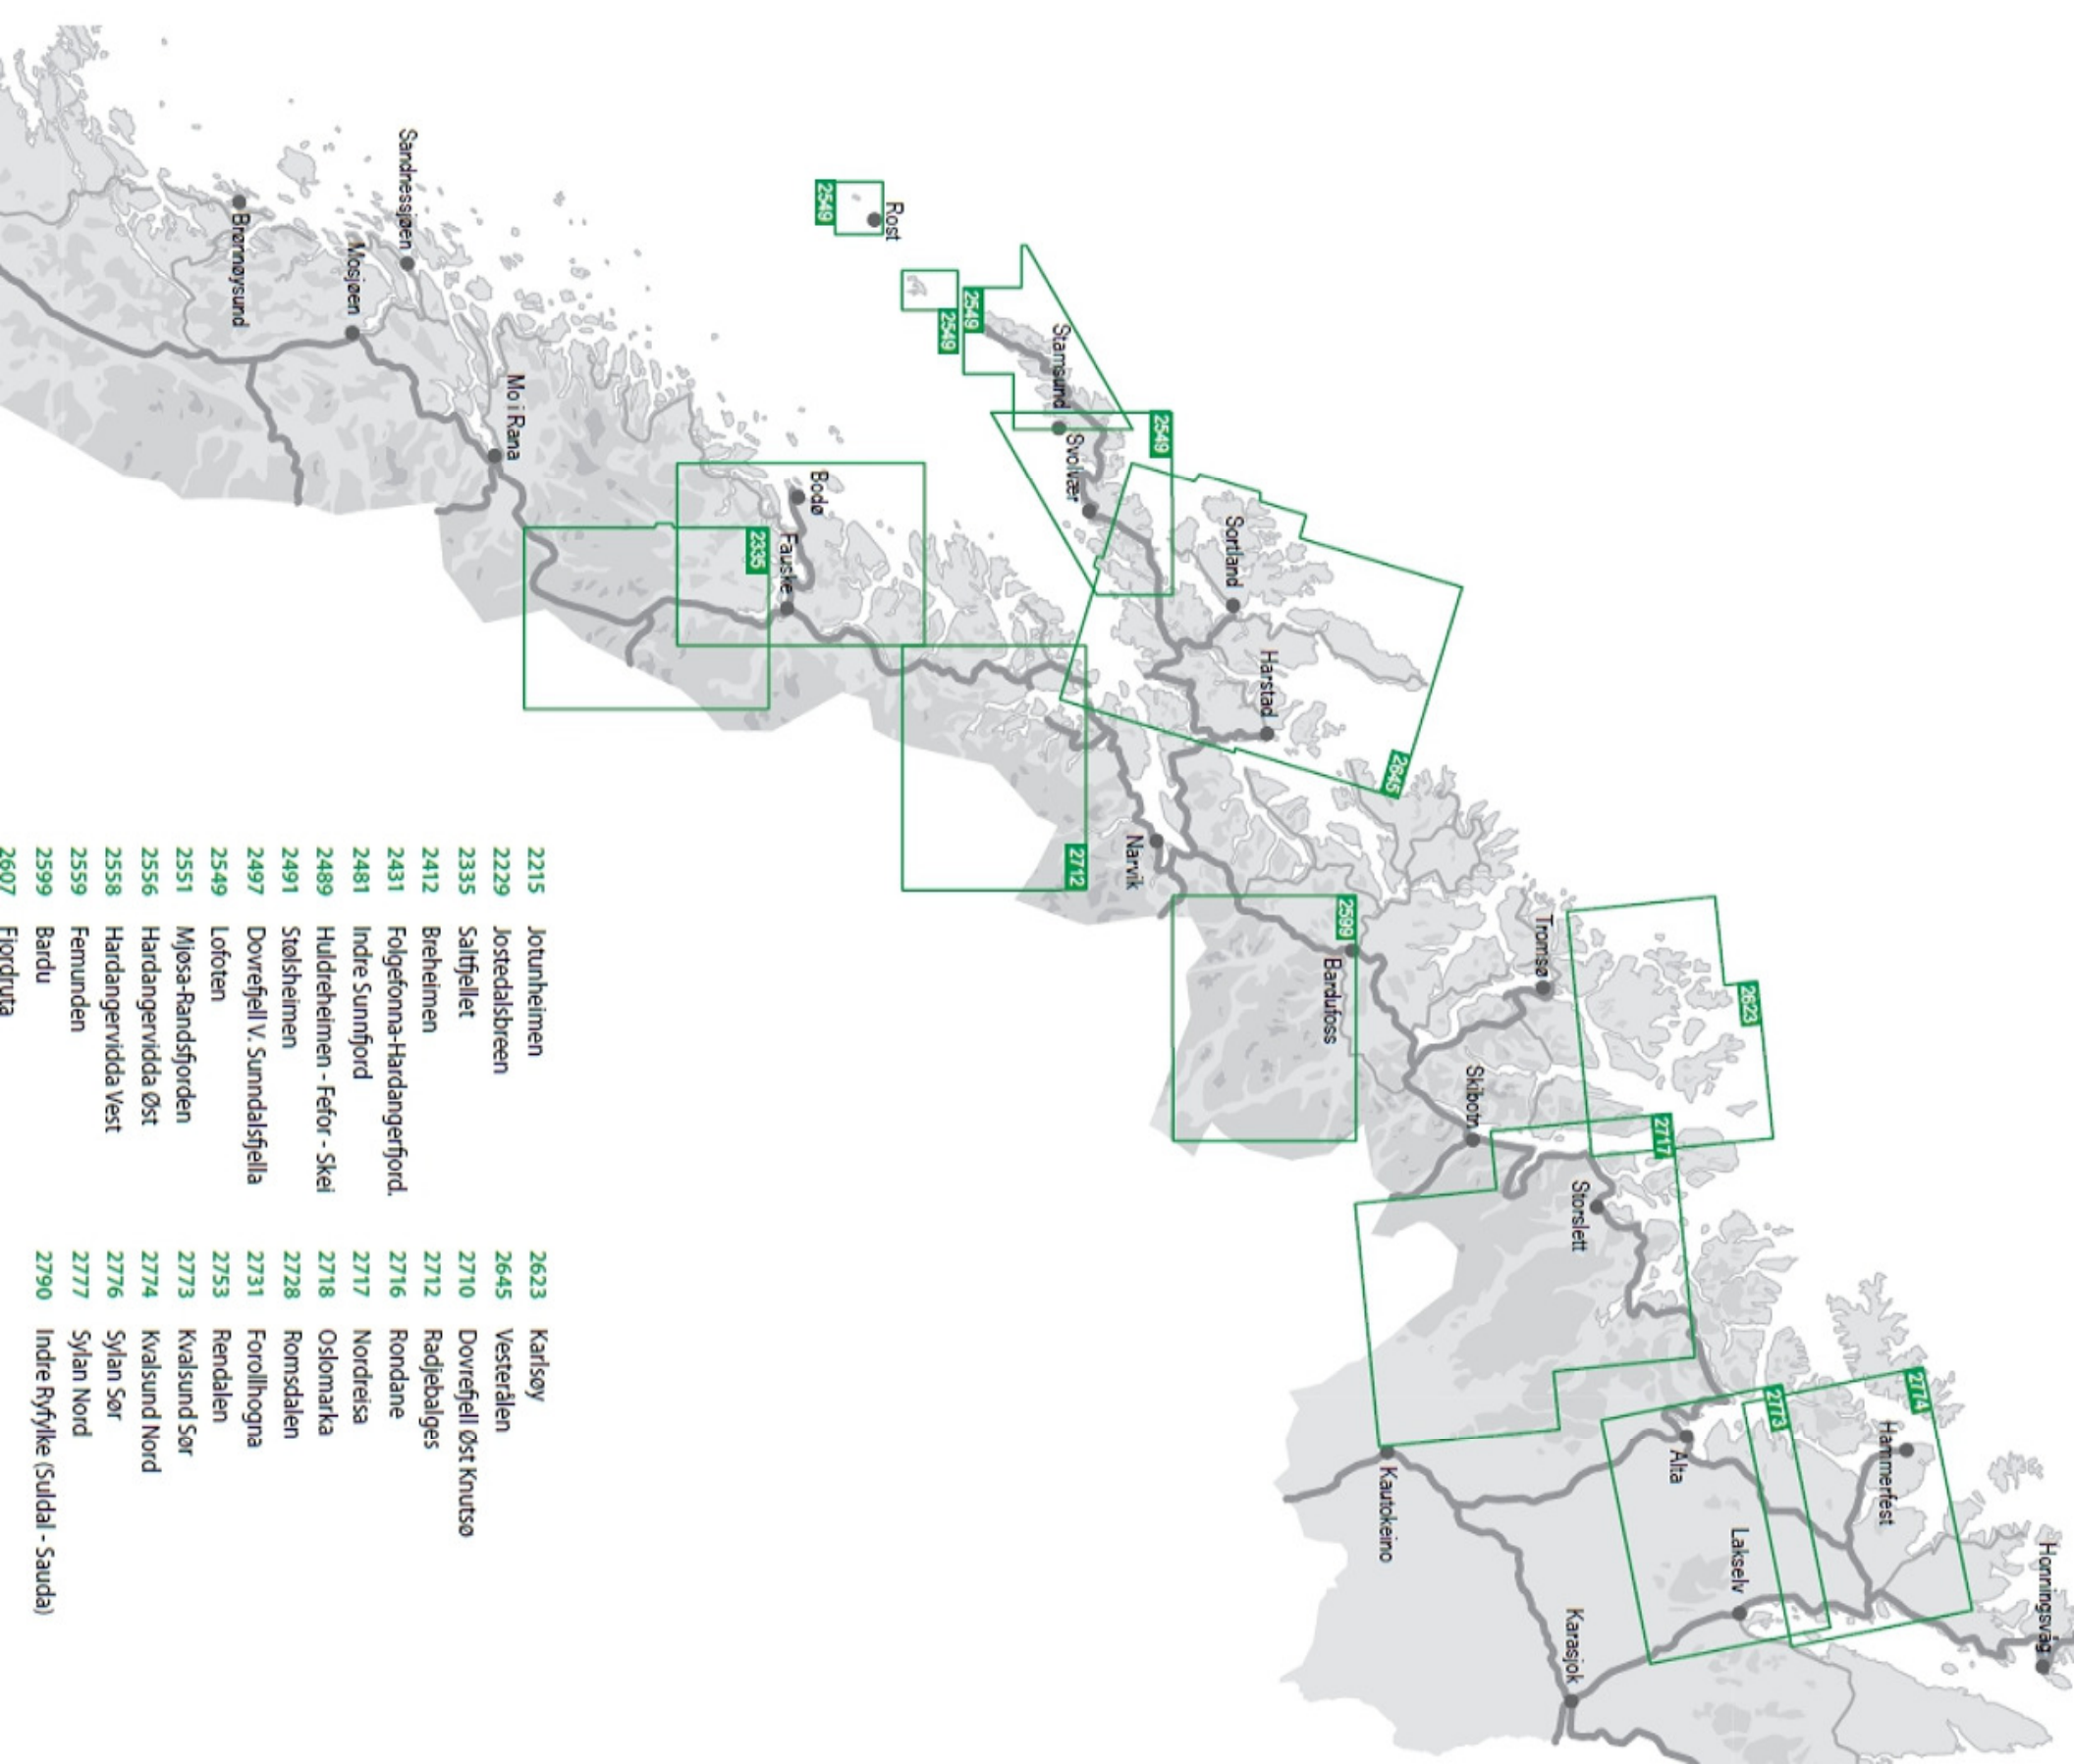 Honningsvåg
Hammerfest
2774
2773
Alta
Lakselv
Karasjok
Kautokeino
2623
2717
Tromsø
Storslett
Skibotn
2599
Bardufoss
2645
Harstad
Sortland
Narvik
2712
2549
Svolvær
Stamsund
2549
2549
Røst
2549
Bodø
Fauske
2335
Mo i Rana
Sandnessjøen
Mosjøen
Brønnøysund
2215 Jotunheimen
2229 Jostedalsbreen
2335 Saltfjellet
2412 Breheimen
2431 Folgefonna-Hardangerfjord.
2481 Indre Sunnfjord
2489 Huldreheimen - Fefor - Skei
2491 Stølsheimen
2497 Dovrefjell V. Sunndalsfjella
2549 Lofoten
2551 Mjøsa-Randsfjorden
2556 Hardangervidda Øst
2558 Hardangervidda Vest
2559 Femunden
2599 Bardu
2607 Fjordruta
2623 Karlsøy
2645 Vesterålen
2710 Dovrefjell Øst Knutsø
2712 Rádjebálges
2716 Rondane
2717 Nordreisa
2718 Oslomarka
2728 Romsdalen
2731 Forollhogna
2753 Rendalen
2773 Kvalsund Sør
2774 Kvalsund Nord
2776 Sylan Sør
2777 Sylan Nord
2790 Indre Ryfylke (Suldal - Sauda)